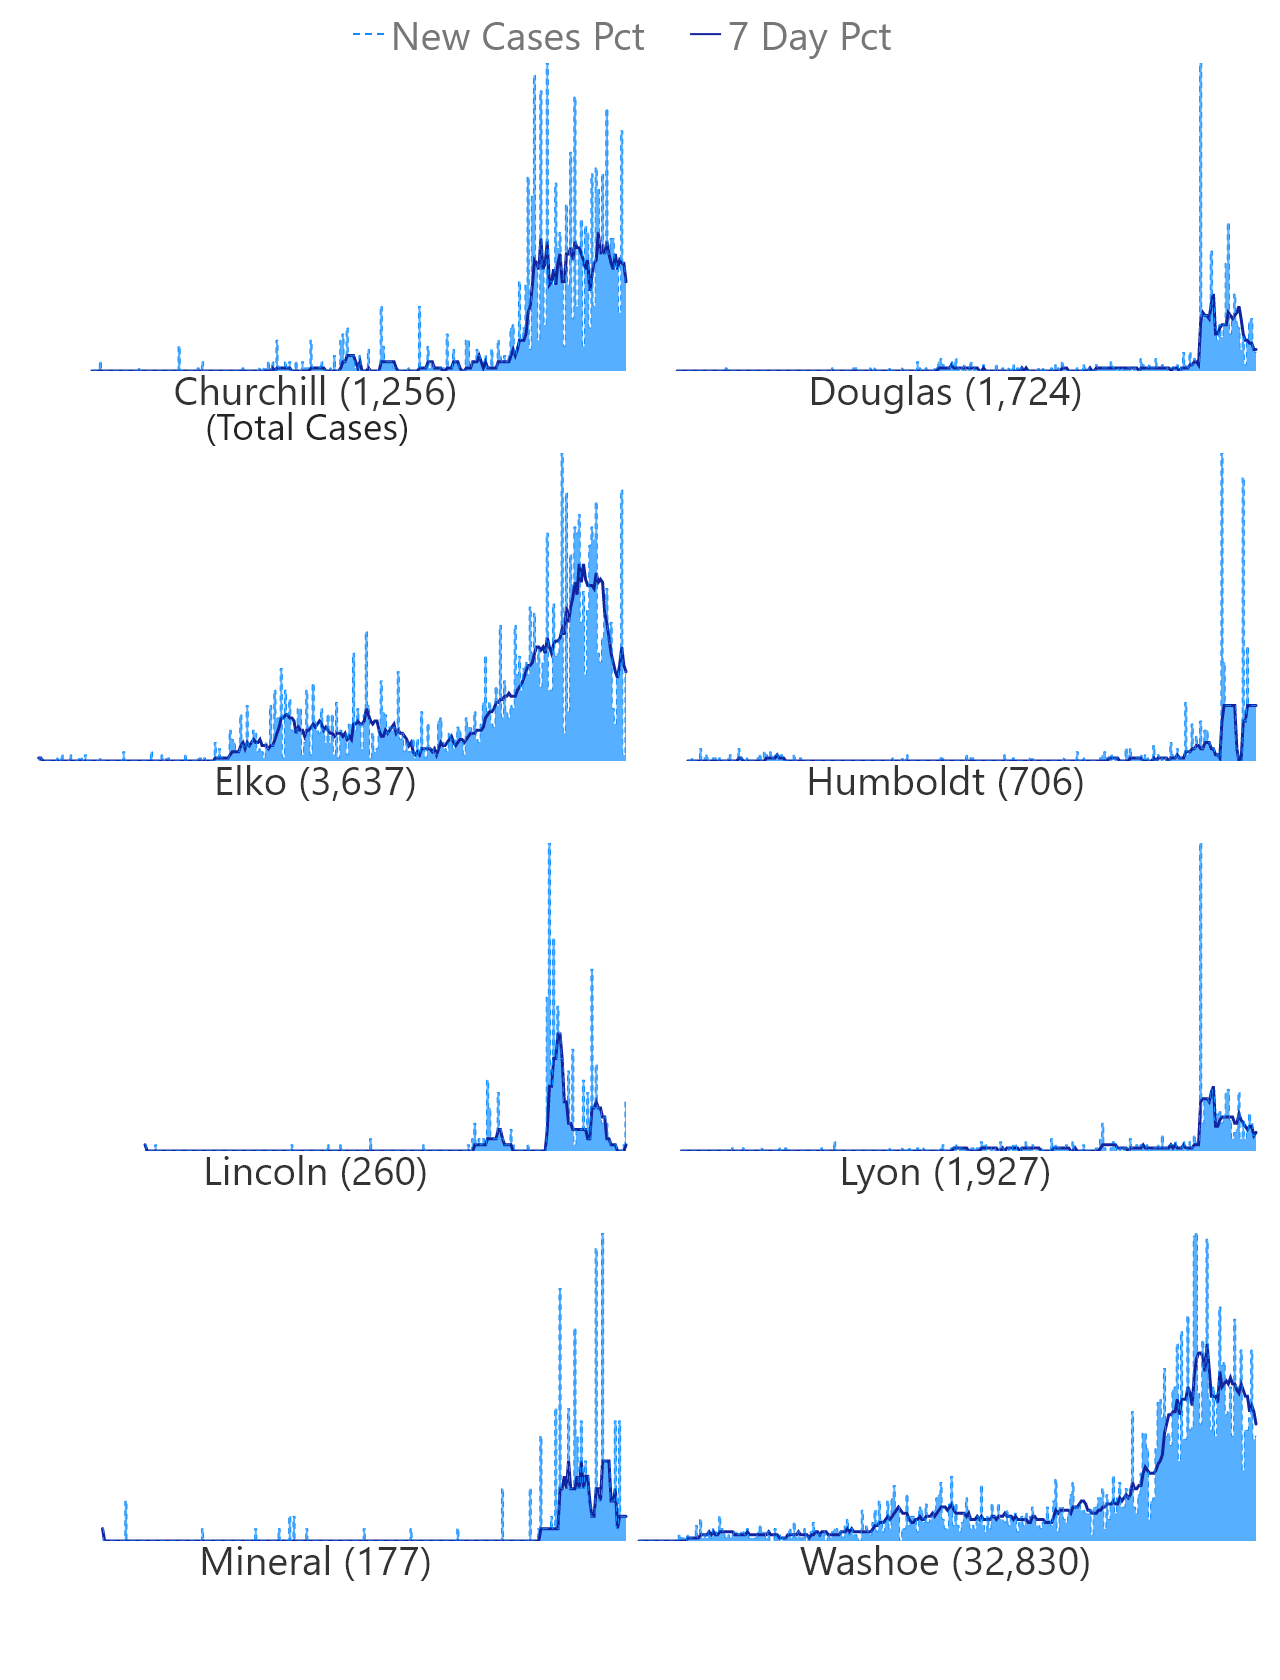 New Cases Pct 7 Day Pct
Churchill (1,256) Douglas (1,724)
(Total Cases)
Elko (3,637) Humboldt (706)
Lincoln (260) Lyon (1,927)
Mineral (177) Washoe (32,830)